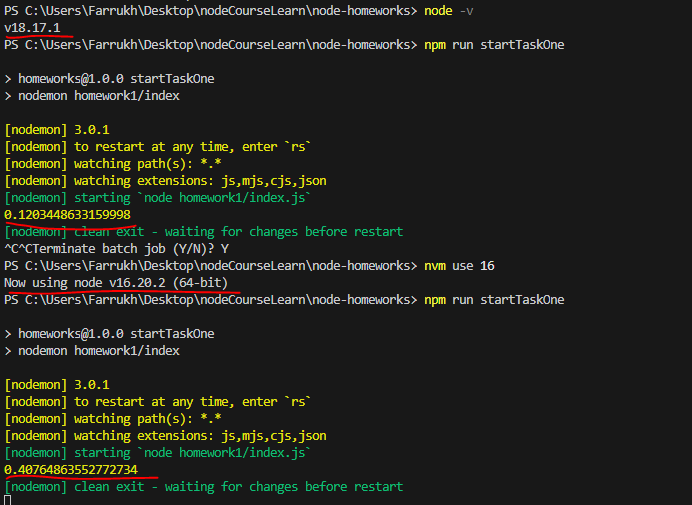 PS C:\Users\Farrukh\Desktop\nodeCourseLearn\node-homeworks> node -v
v18.17.1
PS C:\Users\Farrukh\Desktop\nodeCourseLearn\node-homeworks> npm run startTaskOne
> homeworks@1.0.0 startTaskOne
> nodemon homework1/index
[nodemon] 3.0.1
[nodemon] to restart at any time, enter `rs`
[nodemon] watching path(s): *.*
[nodemon] watching extensions: js,mjs,cjs,json
[nodemon] starting `node homework1/index.js`
0.1203448633159998
[nodemon] clean exit - waiting for changes before restart
^C^CTerminate batch job (Y/N)? Y
PS C:\Users\Farrukh\Desktop\nodeCourseLearn\node-homeworks> nvm use 16
Now using node v16.20.2 (64-bit)
PS C:\Users\Farrukh\Desktop\nodeCourseLearn\node-homeworks> npm run startTaskOne
> homeworks@1.0.0 startTaskOne
> nodemon homework1/index
[nodemon] 3.0.1
[nodemon] to restart at any time, enter `rs`
[nodemon] watching path(s): *.*
[nodemon] watching extensions: js,mjs,cjs,json
[nodemon] starting `node homework1/index.js`
0.40764863552772734
[nodemon] clean exit - waiting for changes before restart